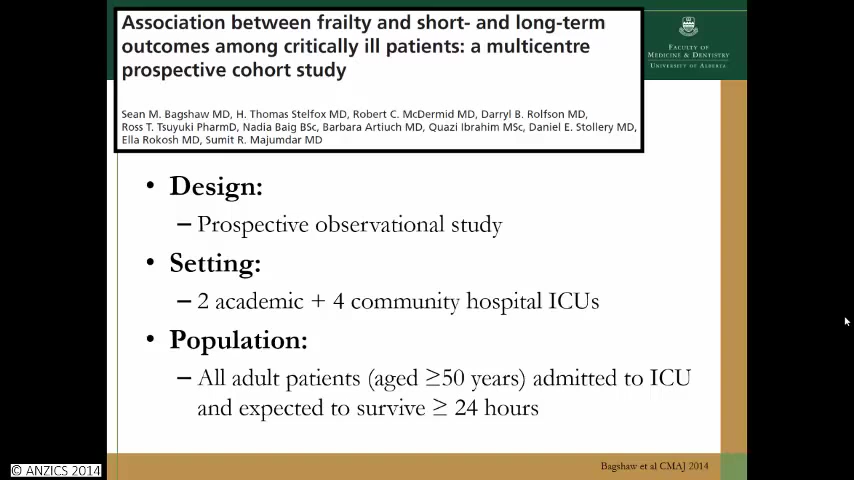 Association between frailty and short- and long-term
outcomes among critically ill patients: a multicentre
prospective cohort study
Sean M. Bagshaw MD, H. Thomas Stelfox MD, Robert C. McDermid MD, Darryl B. Rolfson MD,
Ross T. Tsuyuki PharmD, Nadia Baig BSc, Barbara Artiuch MD, Quazi Ibrahim MSc, Daniel E. Stollery MD,
Ella Rokosh MD, Sumit R. Majumdar MD
FACULTY OF
MEDICINE & DENTISTRY
UNIVERSITY OF ALBERTA
• Design:
– Prospective observational study
• Setting:
– 2 academic + 4 community hospital ICUs
• Population:
– All adult patients (aged ≥50 years) admitted to ICU
and expected to survive ≥ 24 hours
Bagshaw et al CMAJ 2014
© ANZICS 2014